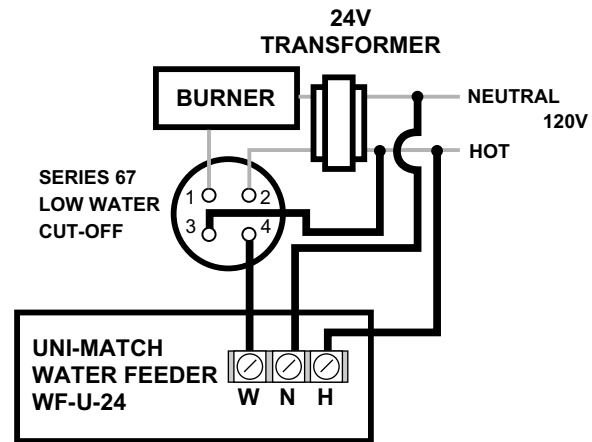 24V
TRANSFORMER
BURNER
NEUTRAL
120V
HOT
SERIES 67
LOW WATER
CUT-OFF
1
2
3
4
UNI-MATCH
WATER FEEDER
WF-U-24
W N H